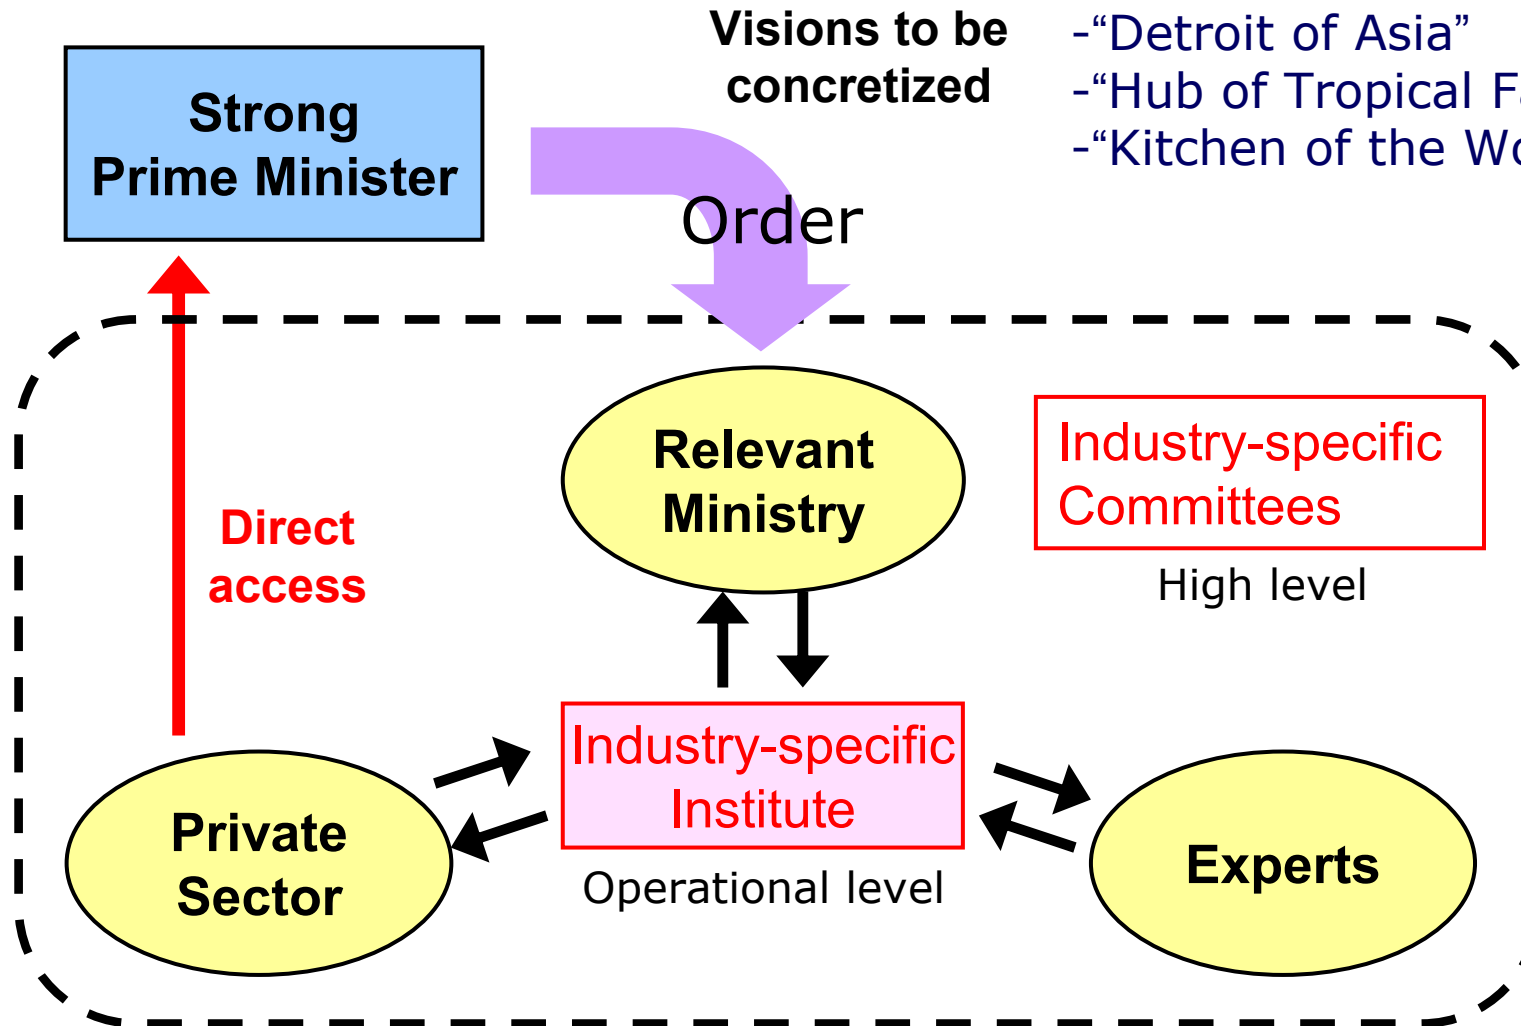 Visions to be
concretized
-“Detroit of Asia”
-“Hub of Tropical
-“Kitchen of the
Strong
Prime Minister
Order
Relevant
Ministry
Industry-specific
Committees
High level
Direct
access
Industry-specific
Institute
Operational level
Private
Sector
Experts